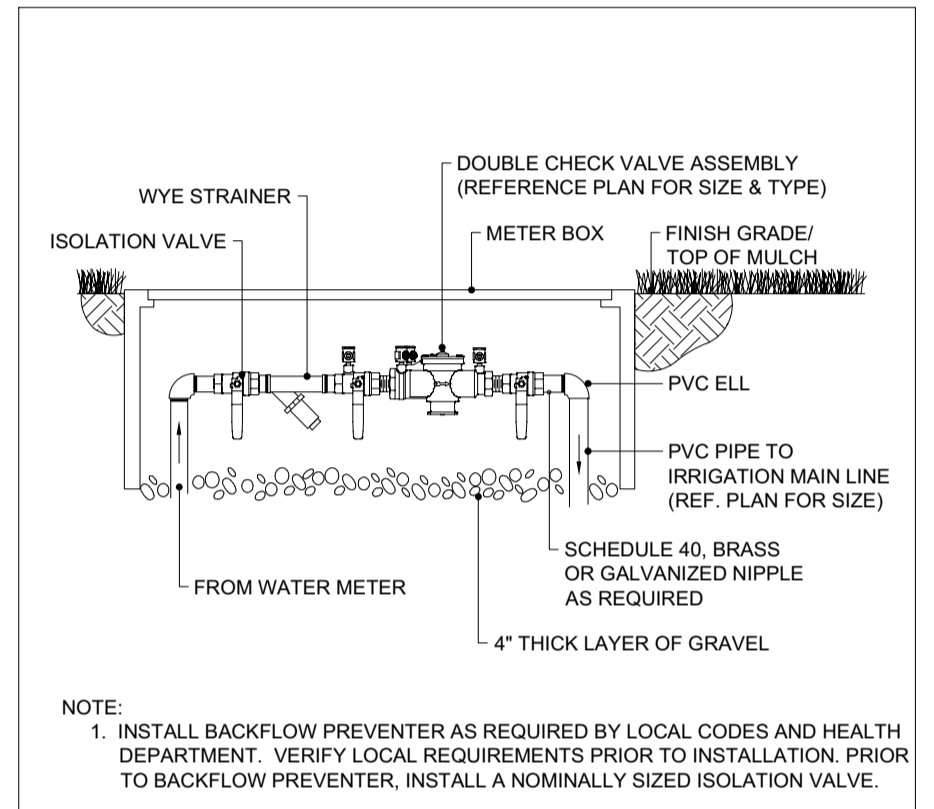 DOUBLE CHECK VALVE ASSEMBLY
(REFERENCE PLAN FOR SIZE & TYPE)
WYE STRAINER
ISOLATION VALVE
METER BOX
FINISH GRADE/
TOP OF MULCH
PVC ELL
PVC PIPE TO
IRRIGATION MAIN LINE
(REF. PLAN FOR SIZE)
SCHEDULE 40, BRASS
OR GALVANIZED NIPPLE
AS REQUIRED
FROM WATER METER
4" THICK LAYER OF GRAVEL
NOTE:
1. INSTALL BACKFLOW PREVENTER AS REQUIRED BY LOCAL CODES AND HEALTH
DEPARTMENT. VERIFY LOCAL REQUIREMENTS PRIOR TO INSTALLATION. PRIOR
TO BACKFLOW PREVENTER, INSTALL A NOMINALLY SIZED ISOLATION VALVE.